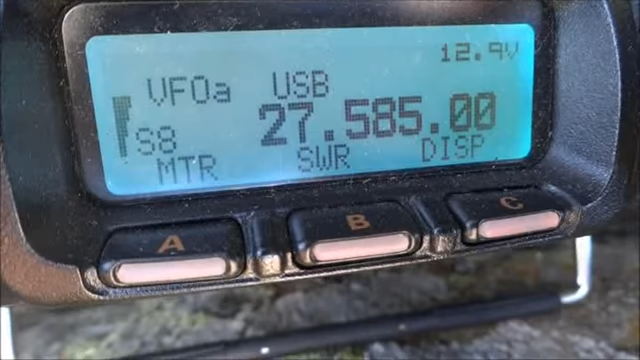 12.9V
VFOa USB
27.585.00
S8
MTR SWR DISP
A B C